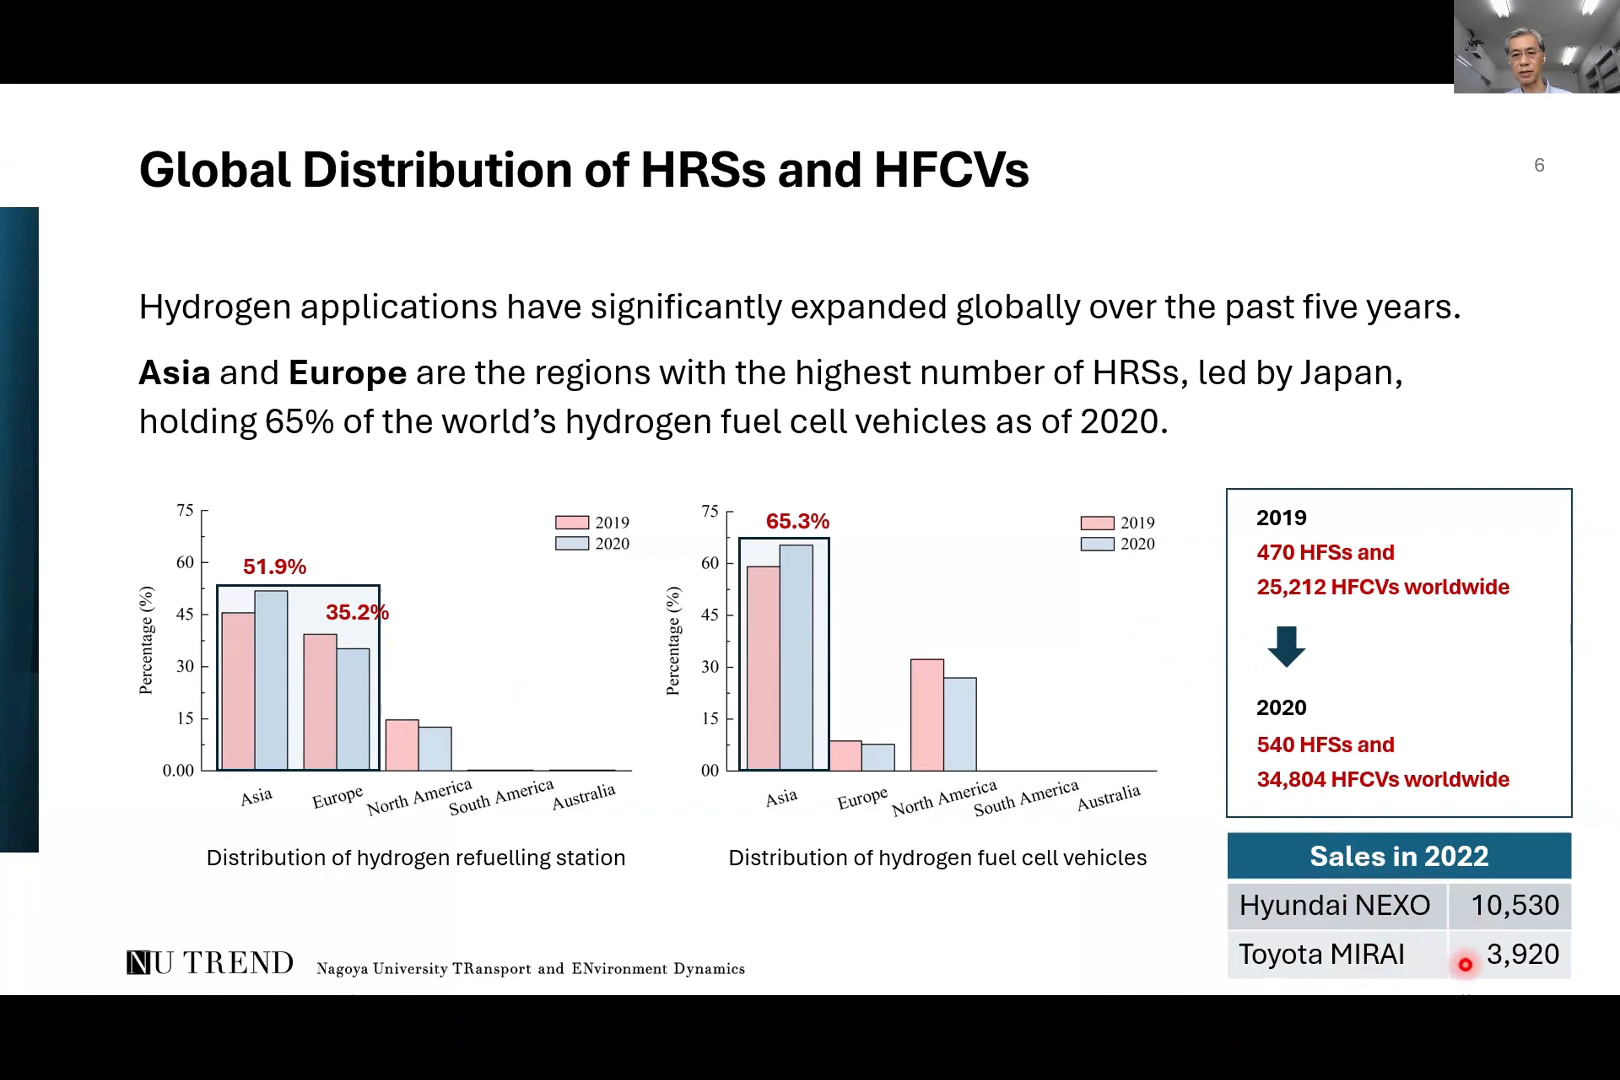 Global Distribution of HRSs and HFCVs
6
Hydrogen applications have significantly expanded globally over the past five years.
Asia and Europe are the regions with the highest number of HRSs, led by Japan,
holding 65% of the world's hydrogen fuel cell vehicles as of 2020.
75
60
45
30
15
0.00
Percentage (%)
51.9%
35.2%
2019
2020
Asia
Europe
North America
South America
Australia
Distribution of hydrogen refuelling station
75
60
45
30
15
00
Percentage (%)
65.3%
2019
2020
Asia
Europe
North America
South America
Australia
Distribution of hydrogen fuel cell vehicles
2019
470 HFSs and
25,212 HFCVs worldwide
2020
540 HFSs and
34,804 HFCVs worldwide
Sales in 2022
Hyundai NEXO 10,530
Toyota MIRAI 3,920
NU TREND Nagoya University TRansport and ENvironment Dynamics